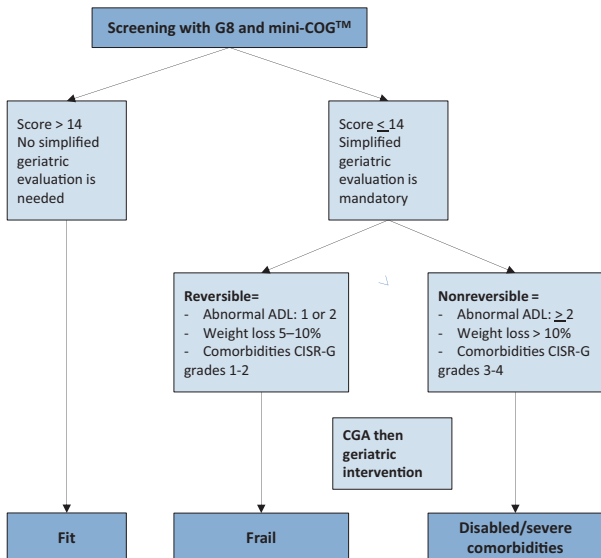 Screening with G8 and mini-COG™
Score > 14
No simplified
geriatric
evaluation is
needed
Score ≤ 14
Simplified
geriatric
evaluation is
mandatory
Reversible=
- Abnormal ADL: 1 or 2
- Weight loss 5–10%
- Comorbidities CISR-G
grades 1-2
Nonreversible =
- Abnormal ADL: ≥ 2
- Weight loss > 10%
- Comorbidities CISR-G
grades 3-4
CGA then
geriatric
intervention
Fit
Frail
Disabled/severe
comorbidities